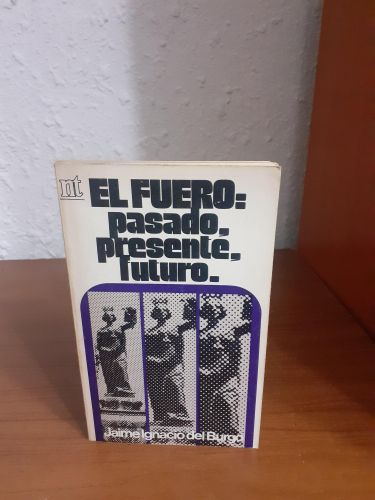 nt
EL FUERO:
pasado,
presente,
futuro.
Jaime Ignacio del Burgo